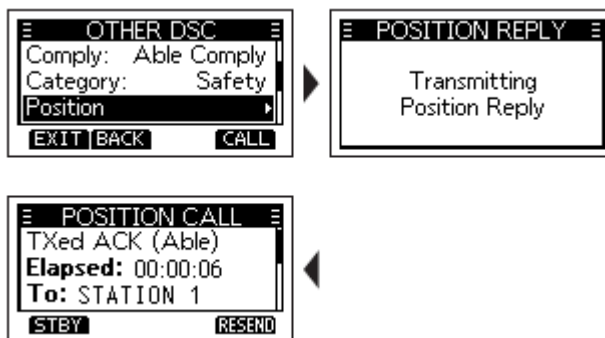 OTHER DSC
Comply: Able Comply
Category: Safety
Position
EXIT BACK CALL
POSITION REPLY
Transmitting
Position Reply
POSITION CALL
TXed ACK (Able)
Elapsed: 00:00:06
To: STATION 1
STBY RESEND